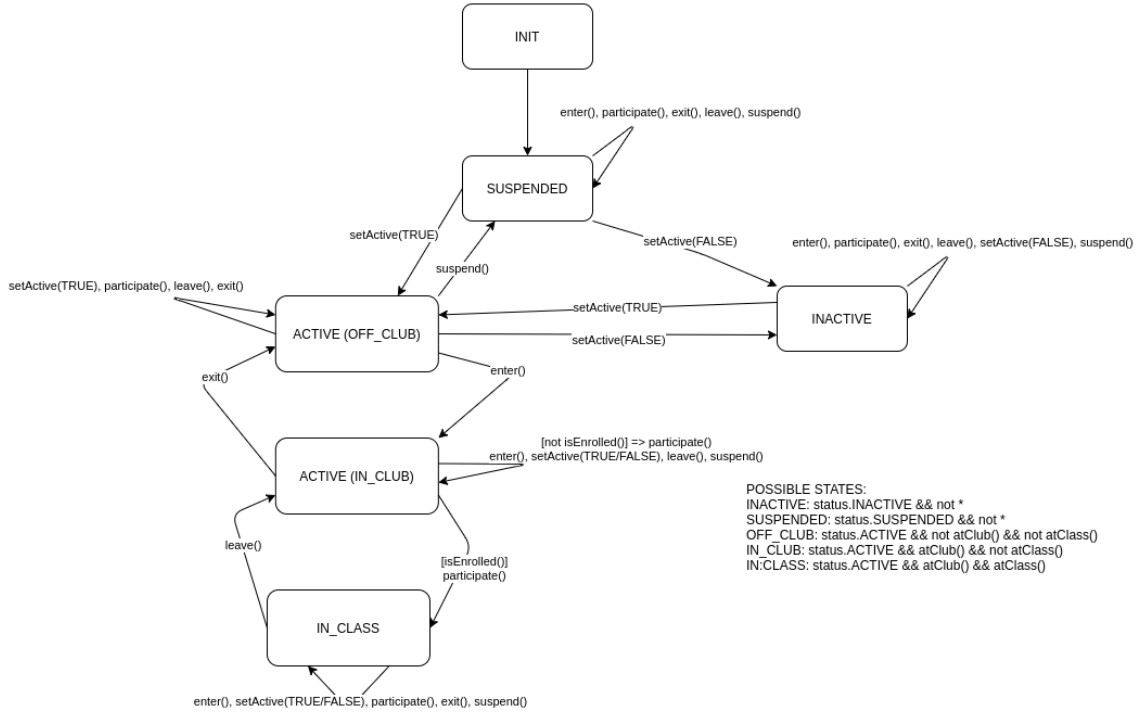 INIT
enter(), participate(), exit(), leave(), suspend()
SUSPENDED
setActive(TRUE)
setActive(FALSE)
enter(), participate(), exit(), leave(), setActive(FALSE), suspend()
suspend()
setActive(TRUE), participate(), leave(), exit()
setActive(TRUE)
INACTIVE
ACTIVE (OFF_CLUB)
setActive(FALSE)
exit()
enter()
[not isEnrolled()] => participate()
enter(), setActive(TRUE/FALSE), leave(), suspend()
ACTIVE (IN_CLUB)
POSSIBLE STATES:
INACTIVE: status.INACTIVE && not *
SUSPENDED: status.SUSPENDED && not *
OFF_CLUB: status.ACTIVE && not atClub() && not atClass()
IN_CLUB: status.ACTIVE && atClub() && not atClass()
IN:CLASS: status.ACTIVE && atClub() && atClass()
leave()
[isEnrolled()]
participate()
IN_CLASS
enter(), setActive(TRUE/FALSE), participate(), exit(), suspend()